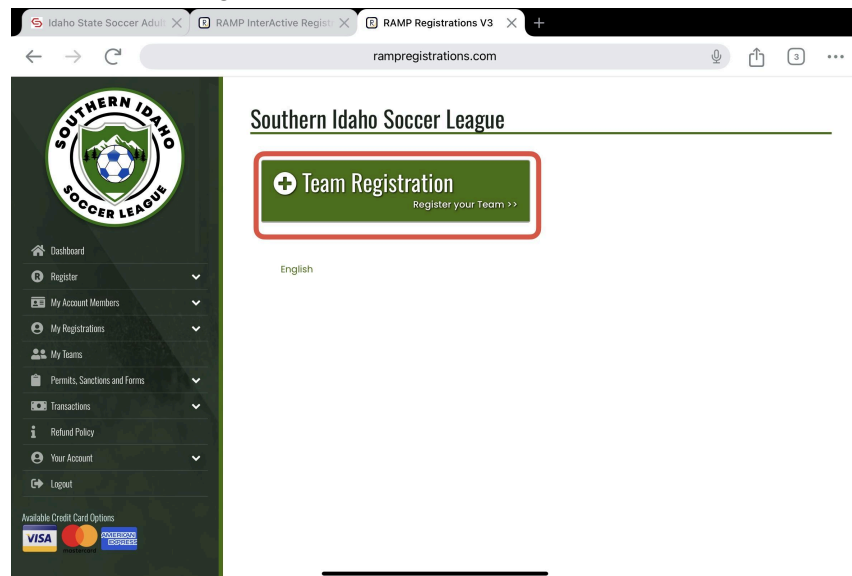 Idaho State Soccer Adul
RAMP InterActive Regist
RAMP Registrations V3
rampregistrations.com
3
SOUTHERN IDAHO
SOCCER LEAGUE
Southern Idaho Soccer League
Team Registration
Register your Team >>
English
Dashboard
Register
My Account Members
My Registrations
My Teams
Permits, Sanctions and Forms
Transactions
Refund Policy
Your Account
Logout
Available Credit Card Options
VISA
mastercard
AMERICAN
EXPRESS